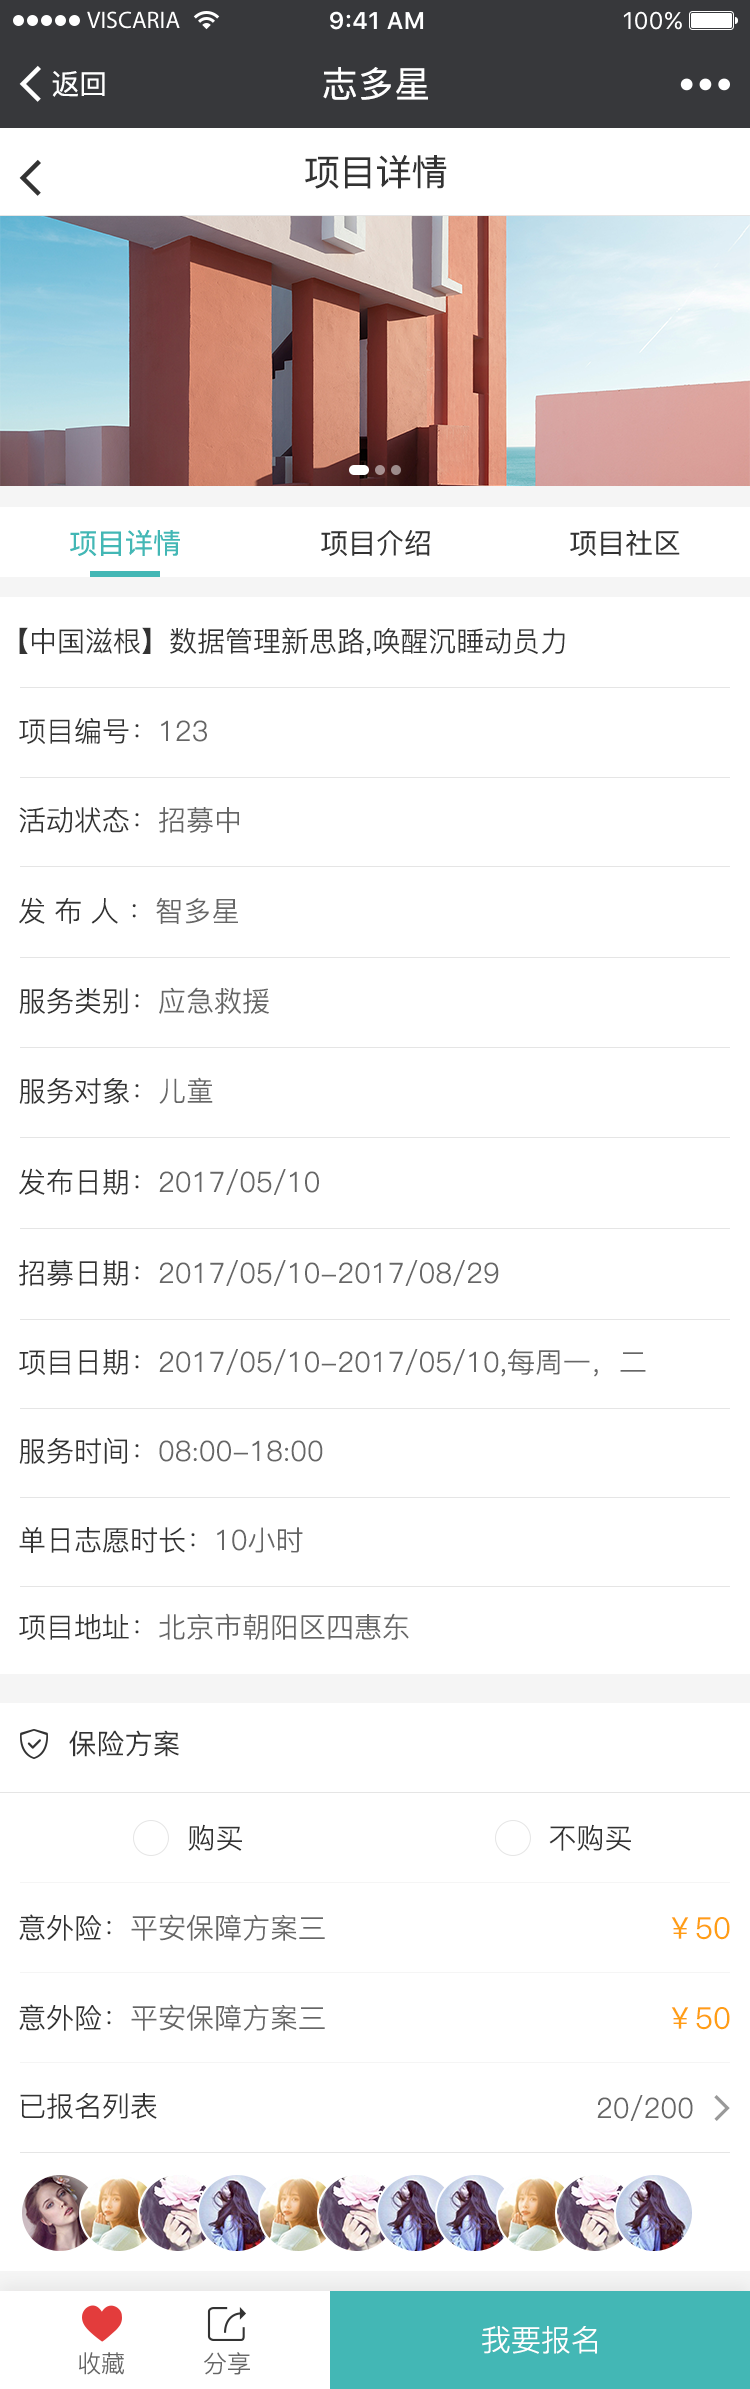 VISCARIA 9:41 AM 100%
返回 志多星
项目详情
项目详情 项目介绍 项目社区
【中国滋根】数据管理新思路,唤醒沉睡动员力
项目编号：123
活动状态：招募中
发 布 人 ：智多星
服务类别：应急救援
服务对象：儿童
发布日期：2017/05/10
招募日期：2017/05/10-2017/08/29
项目日期：2017/05/10-2017/05/10,每周一，二
服务时间：08:00-18:00
单日志愿时长：10小时
项目地址：北京市朝阳区四惠东
保险方案
购买 不购买
意外险：平安保障方案三 ¥50
意外险：平安保障方案三 ¥50
已报名列表 20/200
收藏 分享 我要报名